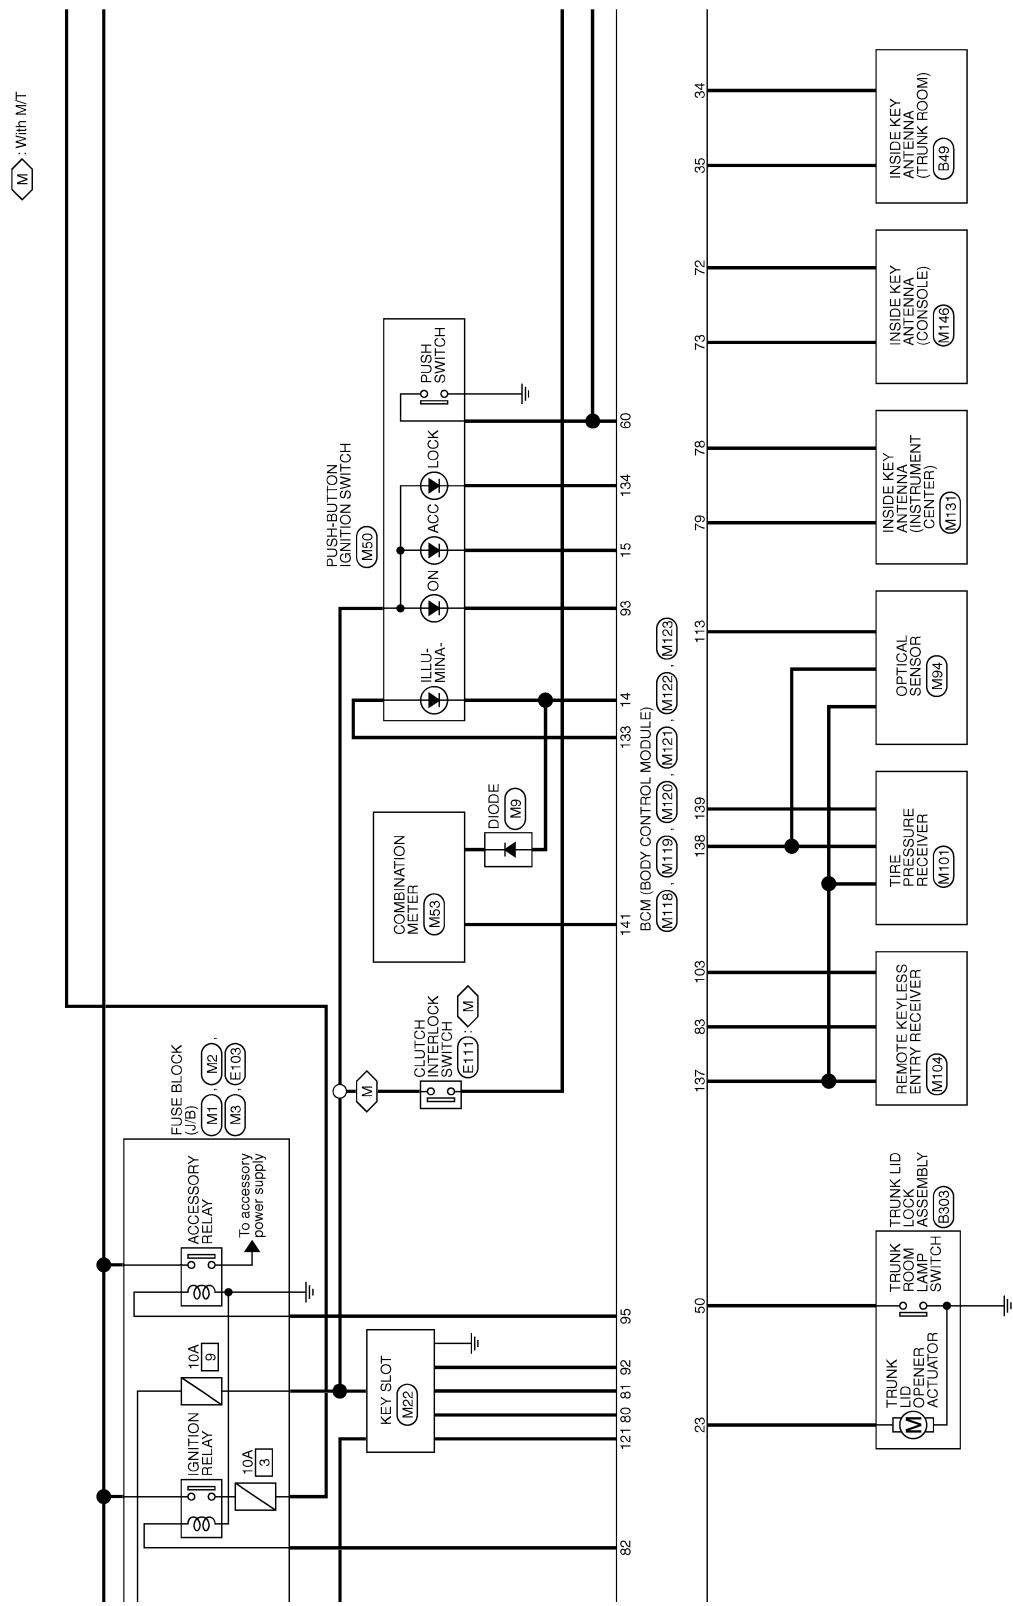 M : With M/T
FUSE BLOCK
(J/B)
M1 , M2 ,
M3 , E103
IGNITION
RELAY
10A
3
10A
9
ACCESSORY
RELAY
To accessory
power supply
KEY SLOT
M22
M
CLUTCH
INTERLOCK
SWITCH
E111 : M
COMBINATION
METER
M53
DIODE
M9
PUSH-BUTTON
IGNITION SWITCH
M50
ILLU-
MINA-
ON
ACC
LOCK
PUSH
SWITCH
82
121
80
81
92
95
141
133
14
93
15
134
60
BCM (BODY CONTROL MODULE)
M118 , M119 , M120 , M121 , M122 , M123
23
50
137
83
103
138
139
113
79
78
73
72
35
34
TRUNK LID
LOCK
ASSEMBLY
B303
TRUNK
LID
OPENER
ACTUATOR
M
TRUNK
ROOM
LAMP
SWITCH
REMOTE KEYLESS
ENTRY RECEIVER
M104
TIRE
PRESSURE
RECEIVER
M101
OPTICAL
SENSOR
M94
INSIDE KEY
ANTENNA
(INSTRUMENT
CENTER)
M131
INSIDE KEY
ANTENNA
(CONSOLE)
M146
INSIDE KEY
ANTENNA
(TRUNK ROOM)
B49